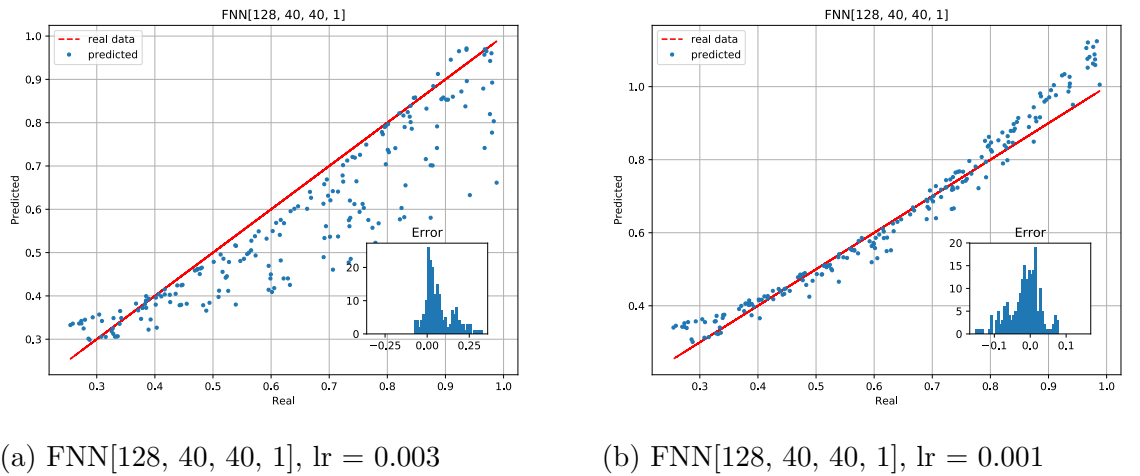 FNN[128, 40, 40, 1]
real data
predicted
1.0
0.9
0.8
0.7
0.6
0.5
0.4
0.3
Predicted
Error
20
10
0
−0.25 0.00 0.25
0.3 0.4 0.5 0.6 0.7 0.8 0.9 1.0
Real
(a) FNN[128, 40, 40, 1], lr = 0.003
FNN[128, 40, 40, 1]
real data
predicted
1.0
0.8
0.6
0.4
Predicted
Error
20
15
10
5
0
−0.1 0.0 0.1
0.3 0.4 0.5 0.6 0.7 0.8 0.9 1.0
Real
(b) FNN[128, 40, 40, 1], lr = 0.001